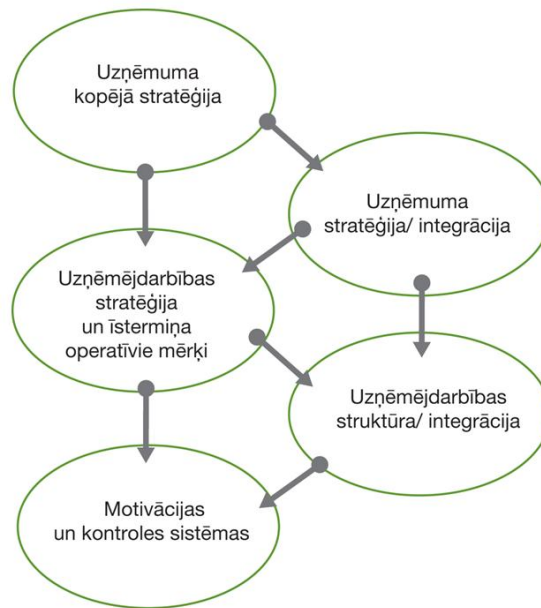 Uzņēmuma
kopējā stratēģija
Uzņēmuma
stratēģija/ integrācija
Uzņēmējdarbības
stratēģija
un īstermiņa
operatīvie mērķi
Uzņēmējdarbības
struktūra/ integrācija
Motivācijas
un kontroles sistēmas